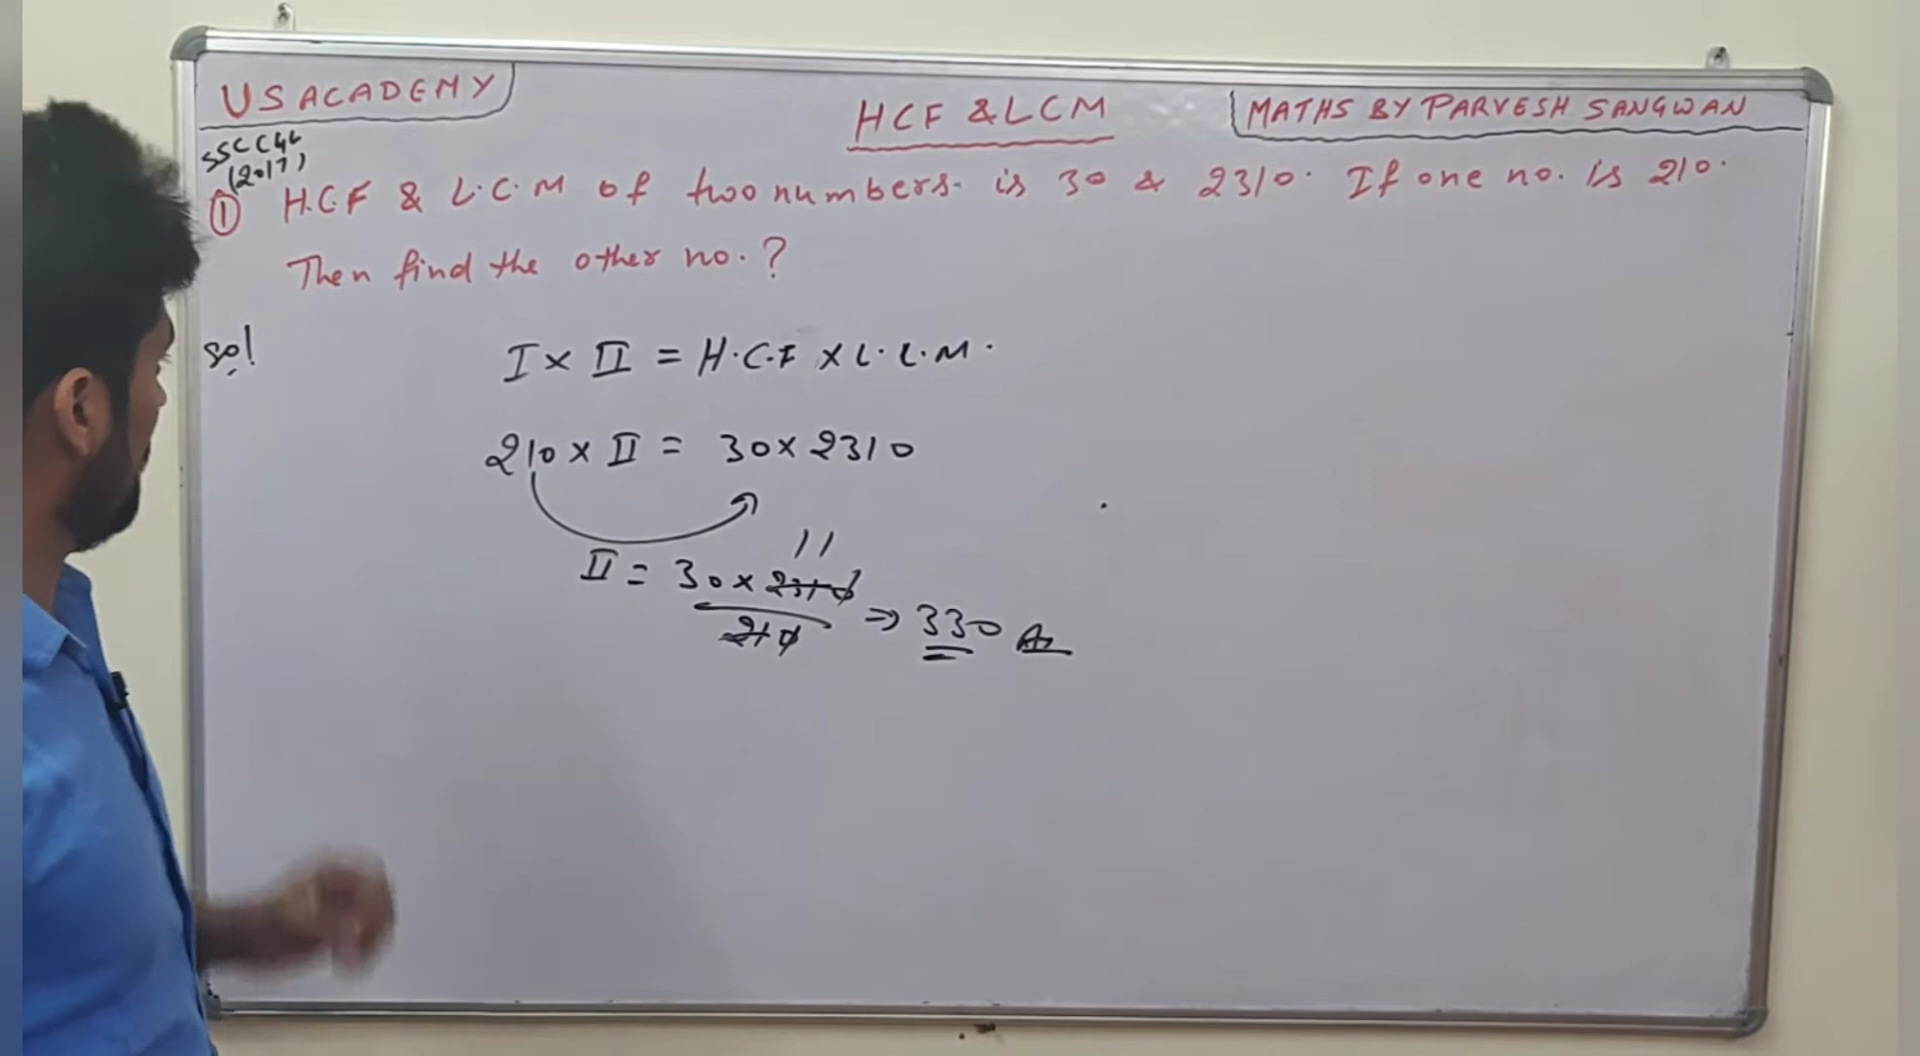 US ACADEMY
HCF & LCM
MATHS BY PARVESH SANGWAN
SSC CGL
(2017)
① H.C.F & L.C.M of two numbers. is 30 & 2310. If one no. is 210.
Then find the other no. ?
Sol
I × II = H.C.F × L.C.M.
210 × II = 30 × 2310
11
II = 30 × 2310
210
⇒ 330 As